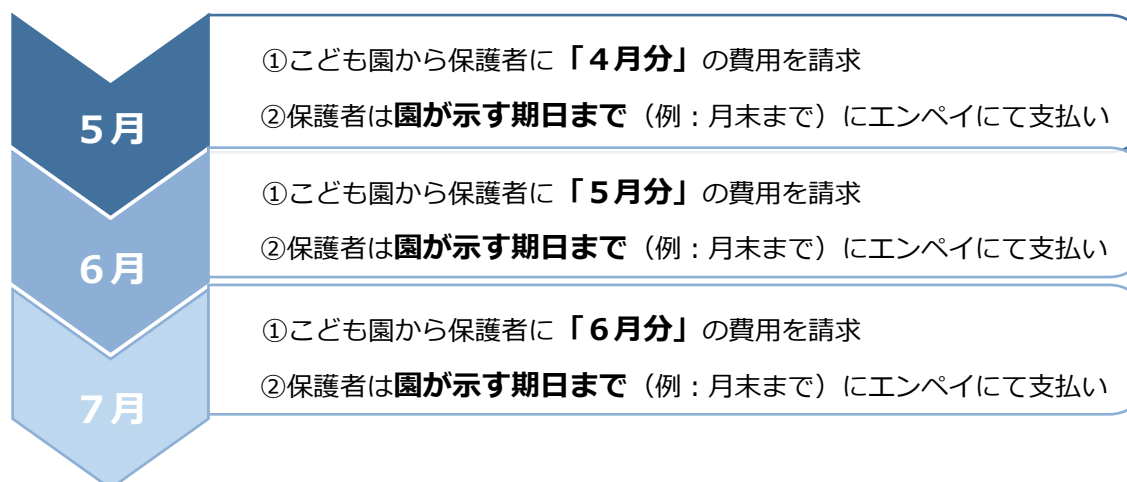 5月
①こども園から保護者に「４月分」の費用を請求
②保護者は園が示す期日まで（例：月末まで）にエンペイにて支払い
6月
①こども園から保護者に「５月分」の費用を請求
②保護者は園が示す期日まで（例：月末まで）にエンペイにて支払い
7月
①こども園から保護者に「６月分」の費用を請求
②保護者は園が示す期日まで（例：月末まで）にエンペイにて支払い